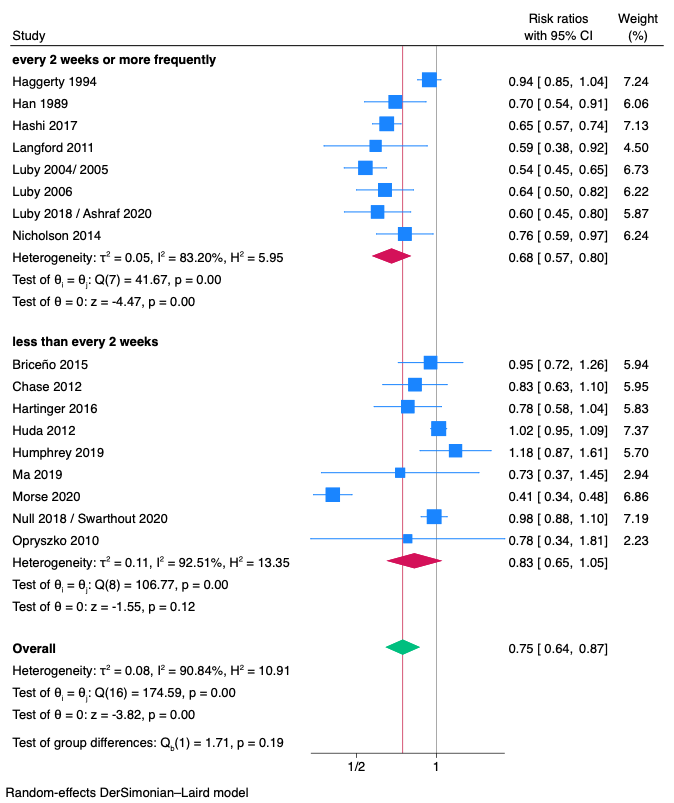 Risk ratios Weight
Study with 95% CI (%)
every 2 weeks or more frequently
Haggerty 1994 0.94 [ 0.85, 1.04] 7.24
Han 1989 0.70 [ 0.54, 0.91] 6.06
Hashi 2017 0.65 [ 0.57, 0.74] 7.13
Langford 2011 0.59 [ 0.38, 0.92] 4.50
Luby 2004/ 2005 0.54 [ 0.45, 0.65] 6.73
Luby 2006 0.64 [ 0.50, 0.82] 6.22
Luby 2018 / Ashraf 2020 0.60 [ 0.45, 0.80] 5.87
Nicholson 2014 0.76 [ 0.59, 0.97] 6.24
Heterogeneity: τ² = 0.05, I² = 83.20%, H² = 5.95 0.68 [ 0.57, 0.80]
Test of θᵢ = θⱼ: Q(7) = 41.67, p = 0.00
Test of θ = 0: z = -4.47, p = 0.00
less than every 2 weeks
Briceño 2015 0.95 [ 0.72, 1.26] 5.94
Chase 2012 0.83 [ 0.63, 1.10] 5.95
Hartinger 2016 0.78 [ 0.58, 1.04] 5.83
Huda 2012 1.02 [ 0.95, 1.09] 7.37
Humphrey 2019 1.18 [ 0.87, 1.61] 5.70
Ma 2019 0.73 [ 0.37, 1.45] 2.94
Morse 2020 0.41 [ 0.34, 0.48] 6.86
Null 2018 / Swarthout 2020 0.98 [ 0.88, 1.10] 7.19
Opryszko 2010 0.78 [ 0.34, 1.81] 2.23
Heterogeneity: τ² = 0.11, I² = 92.51%, H² = 13.35 0.83 [ 0.65, 1.05]
Test of θᵢ = θⱼ: Q(8) = 106.77, p = 0.00
Test of θ = 0: z = -1.55, p = 0.12
Overall 0.75 [ 0.64, 0.87]
Heterogeneity: τ² = 0.08, I² = 90.84%, H² = 10.91
Test of θᵢ = θⱼ: Q(16) = 174.59, p = 0.00
Test of θ = 0: z = -3.82, p = 0.00
Test of group differences: Q_b(1) = 1.71, p = 0.19
1/2 1
Random-effects DerSimonian–Laird model